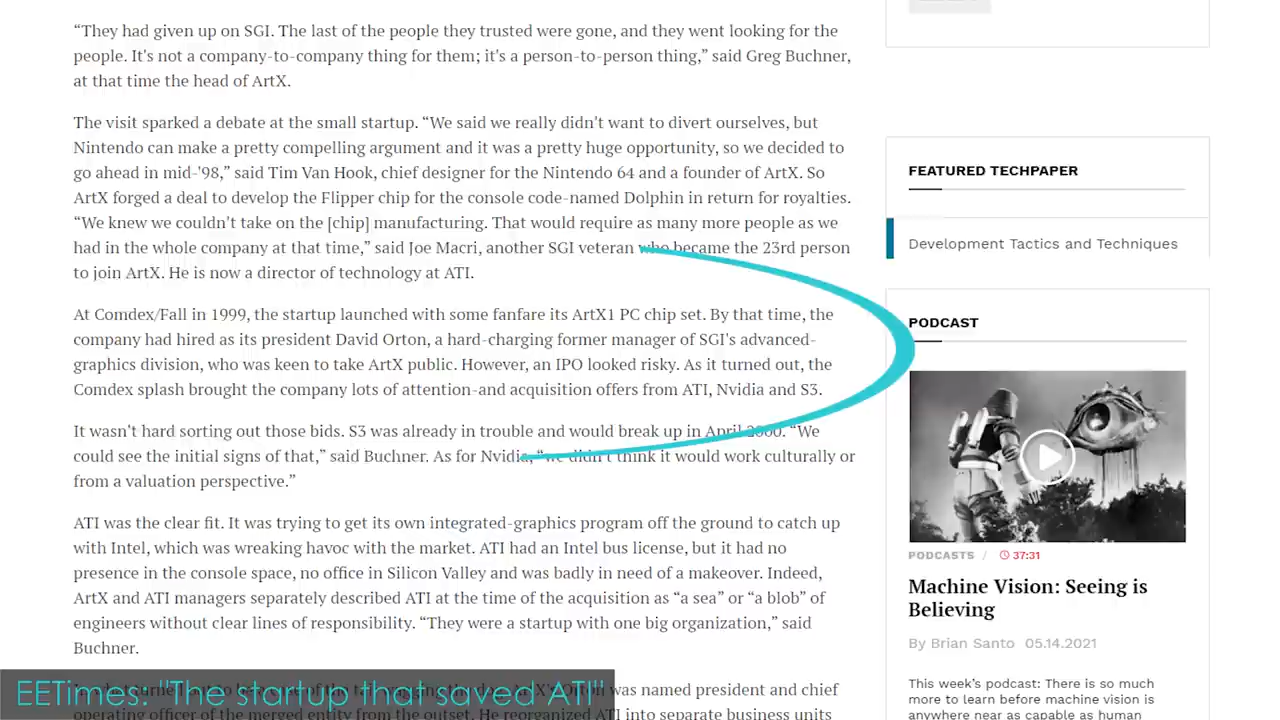 “They had given up on SGI. The last of the people they trusted were gone, and they went looking for the
people. It's not a company-to-company thing for them; it's a person-to-person thing,” said Greg Buchner,
at that time the head of ArtX.
The visit sparked a debate at the small startup. “We said we really didn't want to divert ourselves, but
Nintendo can make a pretty compelling argument and it was a pretty huge opportunity, so we decided to
go ahead in mid-'98,” said Tim Van Hook, chief designer for the Nintendo 64 and a founder of ArtX. So
ArtX forged a deal to develop the Flipper chip for the console code-named Dolphin in return for royalties.
“We knew we couldn't take on the [chip] manufacturing. That would require as many more people as we
had in the whole company at that time,” said Joe Macri, another SGI veteran who became the 23rd person
to join ArtX. He is now a director of technology at ATI.
At Comdex/Fall in 1999, the startup launched with some fanfare its ArtX1 PC chip set. By that time, the
company had hired as its president David Orton, a hard-charging former manager of SGI's advanced-
graphics division, who was keen to take ArtX public. However, an IPO looked risky. As it turned out, the
Comdex splash brought the company lots of attention-and acquisition offers from ATI, Nvidia and S3.
It wasn't hard sorting out those bids. S3 was already in trouble and would break up in April 2000. “We
could see the initial signs of that,” said Buchner. As for Nvidia, “we didn't think it would work culturally or
from a valuation perspective.”
ATI was the clear fit. It was trying to get its own integrated-graphics program off the ground to catch up
with Intel, which was wreaking havoc with the market. ATI had an Intel bus license, but it had no
presence in the console space, no office in Silicon Valley and was badly in need of a makeover. Indeed,
ArtX and ATI managers separately described ATI at the time of the acquisition as “a sea” or “a blob” of
engineers without clear lines of responsibility. “They were a startup with one big organization,” said
Buchner.
was named president and chief
operating officer of the merged entity from the outset. He reorganized ATI into separate business units
EETimes: "The startup that saved ATI"
FEATURED TECHPAPER
Development Tactics and Techniques
PODCAST
PODCASTS / 37:31
Machine Vision: Seeing is
Believing
By Brian Santo 05.14.2021
This week’s podcast: There is so much
more to learn before machine vision is
anywhere near as capable as human